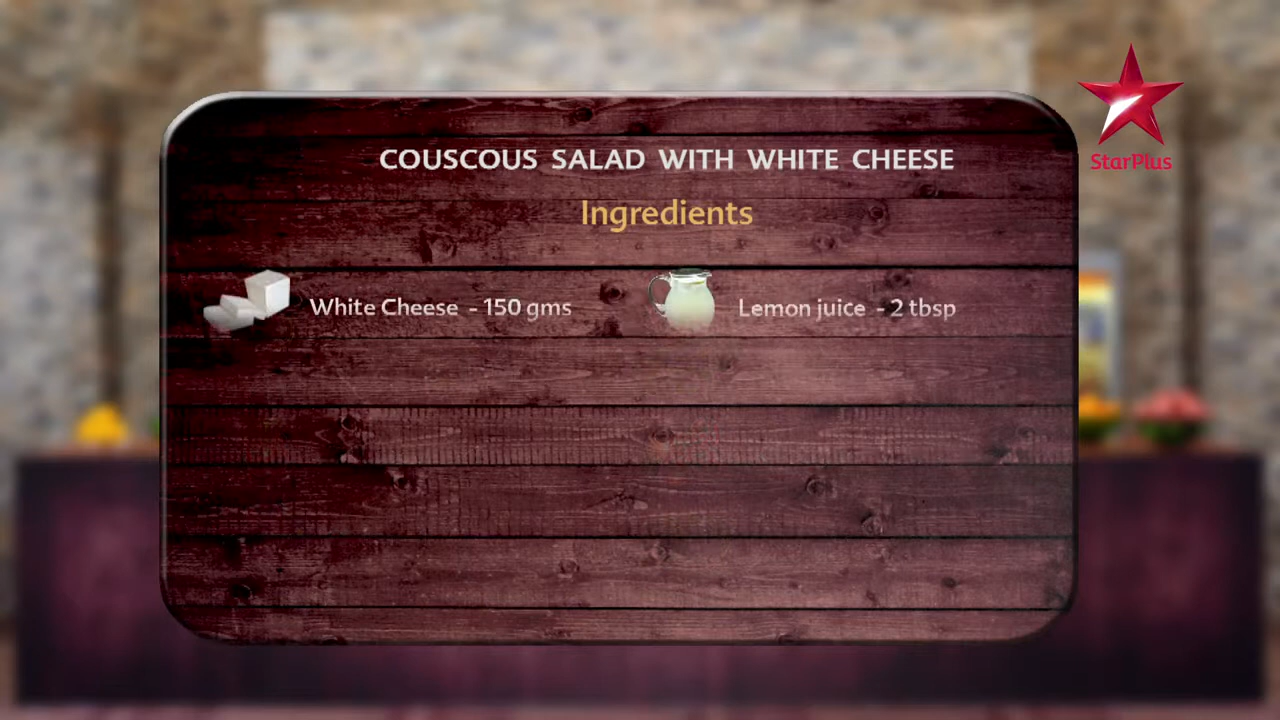 COUSCOUS SALAD WITH WHITE CHEESE
StarPlus
Ingredients
White Cheese - 150 gms
Lemon juice - 2 tbsp